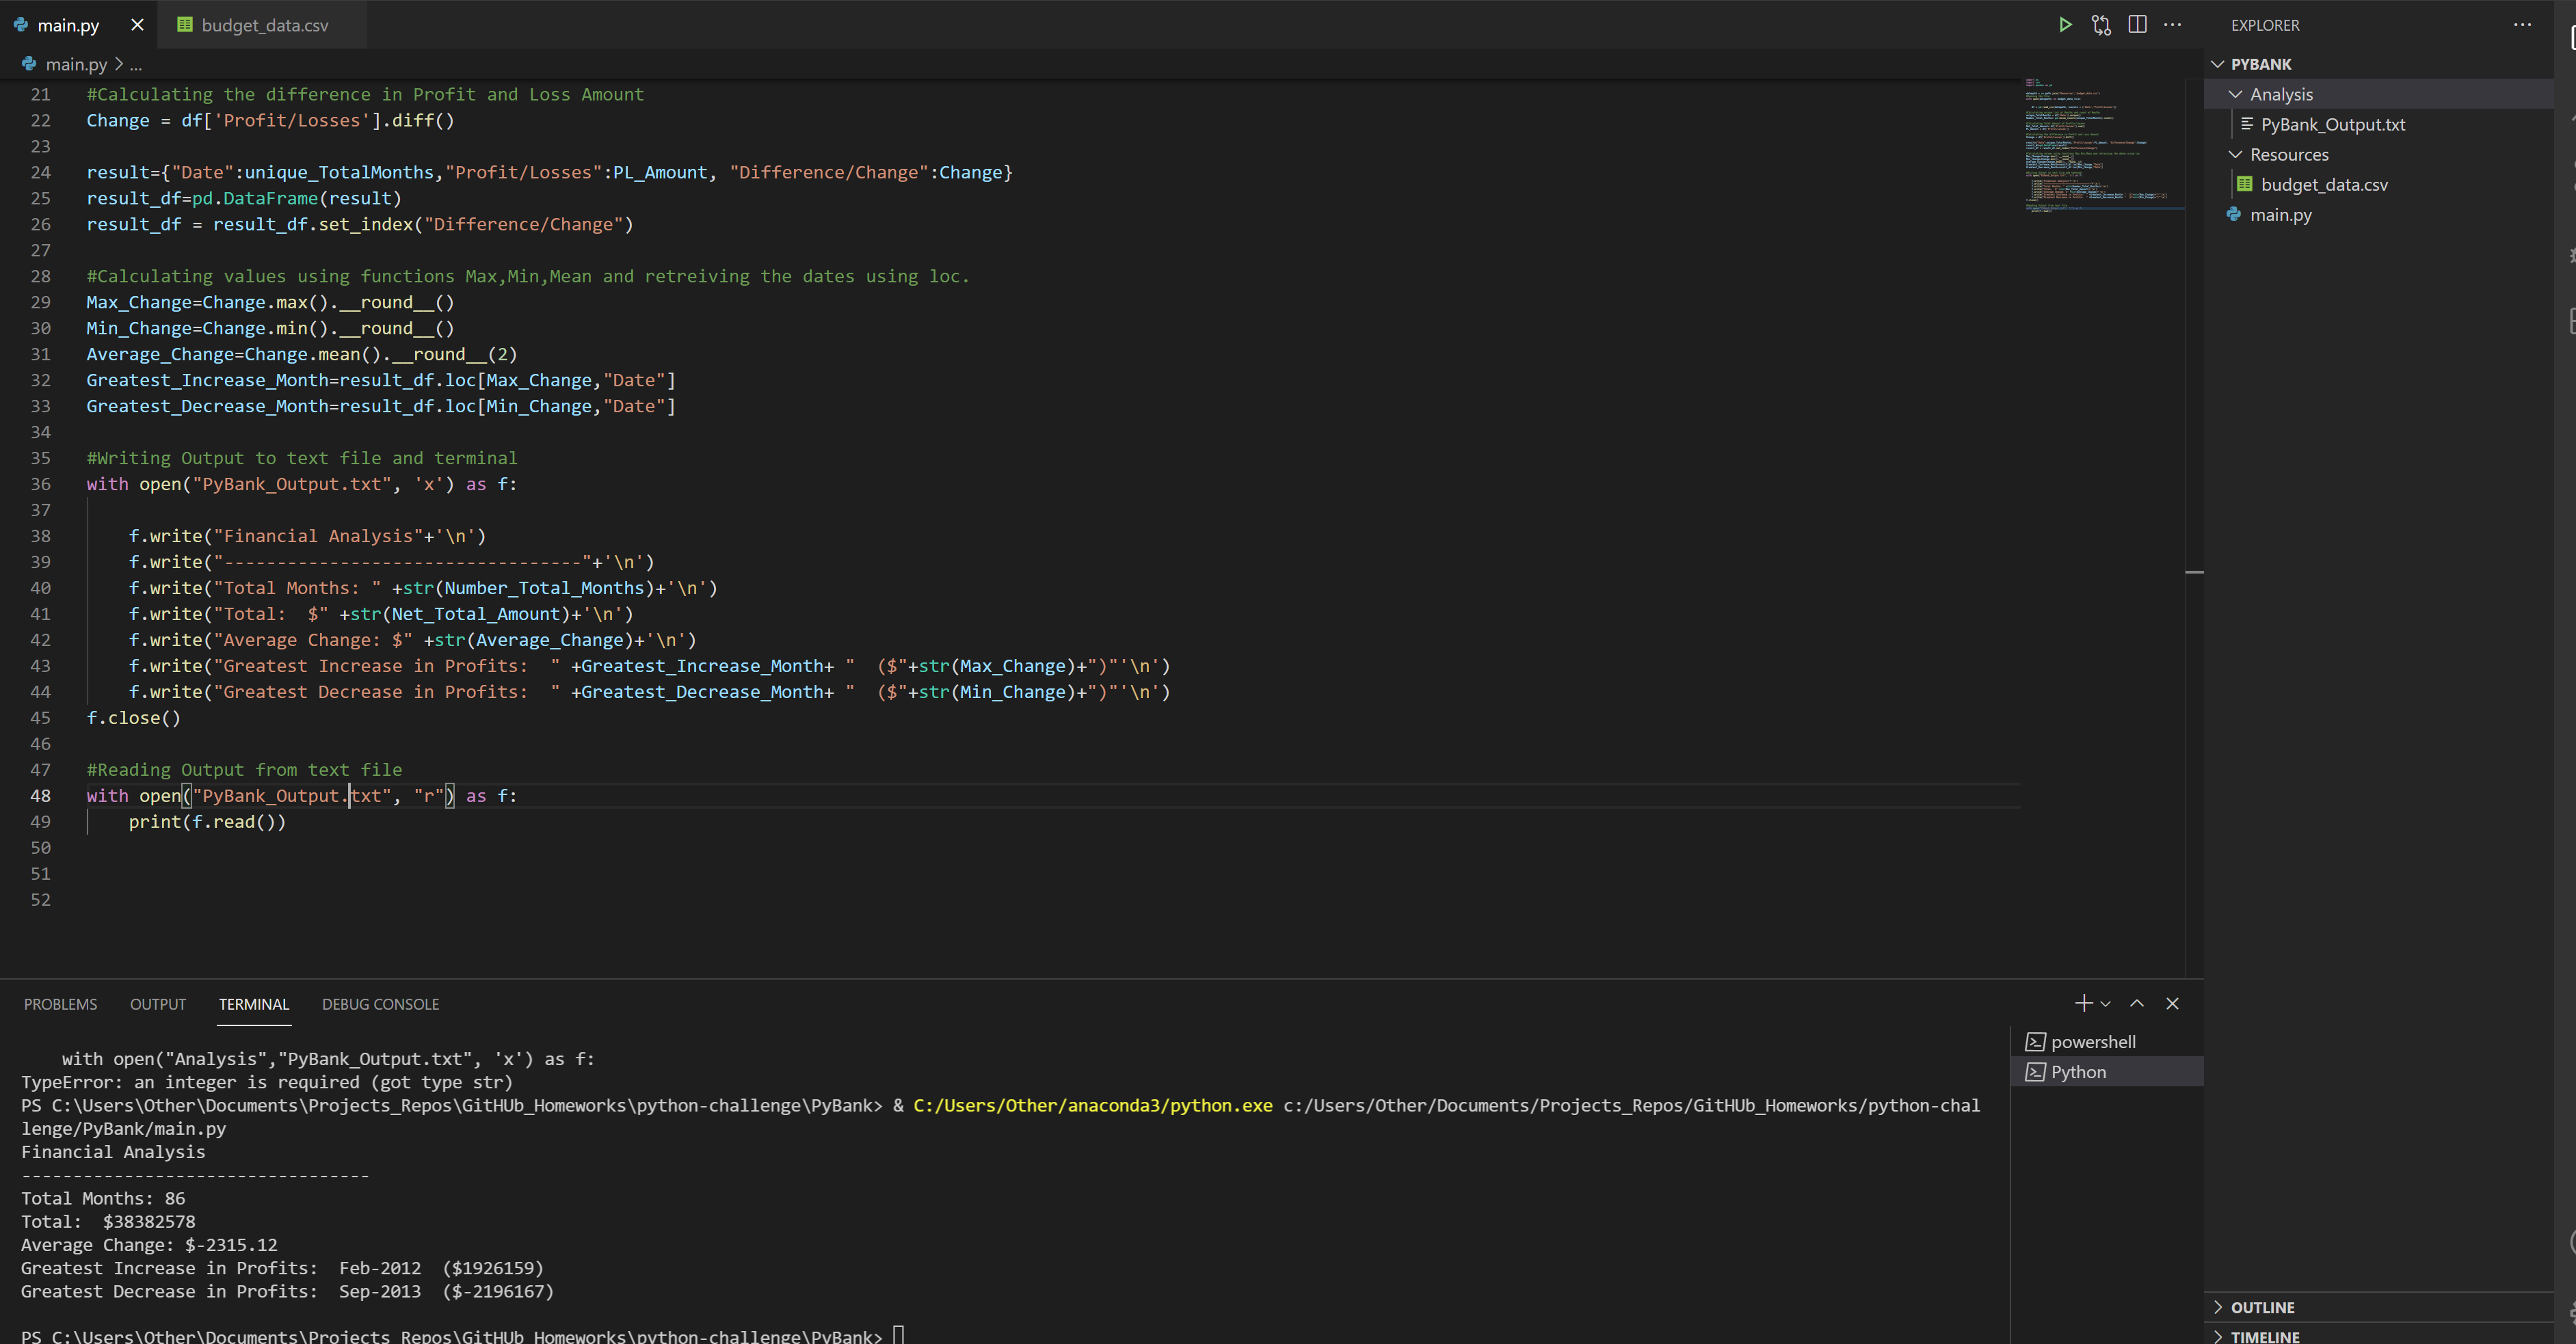 main.py
budget_data.csv
EXPLORER
main.py > ...
PYBANK
Analysis
PyBank_Output.txt
Resources
budget_data.csv
main.py
21 #Calculating the difference in Profit and Loss Amount
22 Change = df['Profit/Losses'].diff()
23
24 result={"Date":unique_TotalMonths,"Profit/Losses":PL_Amount, "Difference/Change":Change}
25 result_df=pd.DataFrame(result)
26 result_df = result_df.set_index("Difference/Change")
27
28 #Calculating values using functions Max,Min,Mean and retreiving the dates using loc.
29 Max_Change=Change.max().__round__()
30 Min_Change=Change.min().__round__()
31 Average_Change=Change.mean().__round__(2)
32 Greatest_Increase_Month=result_df.loc[Max_Change,"Date"]
33 Greatest_Decrease_Month=result_df.loc[Min_Change,"Date"]
34
35 #Writing Output to text file and terminal
36 with open("PyBank_Output.txt", 'x') as f:
37
38     f.write("Financial Analysis"+'\n')
39     f.write("----------------------------------"+'\n')
40     f.write("Total Months: " +str(Number_Total_Months)+'\n')
41     f.write("Total:  $" +str(Net_Total_Amount)+'\n')
42     f.write("Average Change: $" +str(Average_Change)+'\n')
43     f.write("Greatest Increase in Profits:  " +Greatest_Increase_Month+ "  ($"+str(Max_Change)+")"'\n')
44     f.write("Greatest Decrease in Profits:  " +Greatest_Decrease_Month+ "  ($"+str(Min_Change)+")"'\n')
45 f.close()
46
47 #Reading Output from text file
48 with open("PyBank_Output.txt", "r") as f:
49     print(f.read())
50
51
52
PROBLEMS OUTPUT TERMINAL DEBUG CONSOLE
powershell
Python
    with open("Analysis","PyBank_Output.txt", 'x') as f:
TypeError: an integer is required (got type str)
PS C:\Users\Other\Documents\Projects_Repos\GitHUb_Homeworks\python-challenge\PyBank> & C:/Users/Other/anaconda3/python.exe c:/Users/Other/Documents/Projects_Repos/GitHUb_Homeworks/python-chal
lenge/PyBank/main.py
Financial Analysis
----------------------------------
Total Months: 86
Total:  $38382578
Average Change: $-2315.12
Greatest Increase in Profits:  Feb-2012  ($1926159)
Greatest Decrease in Profits:  Sep-2013  ($-2196167)
PS C:\Users\Other\Documents\Projects_Repos\GitHUb_Homeworks\python-challenge\PyBank>
OUTLINE
TIMELINE